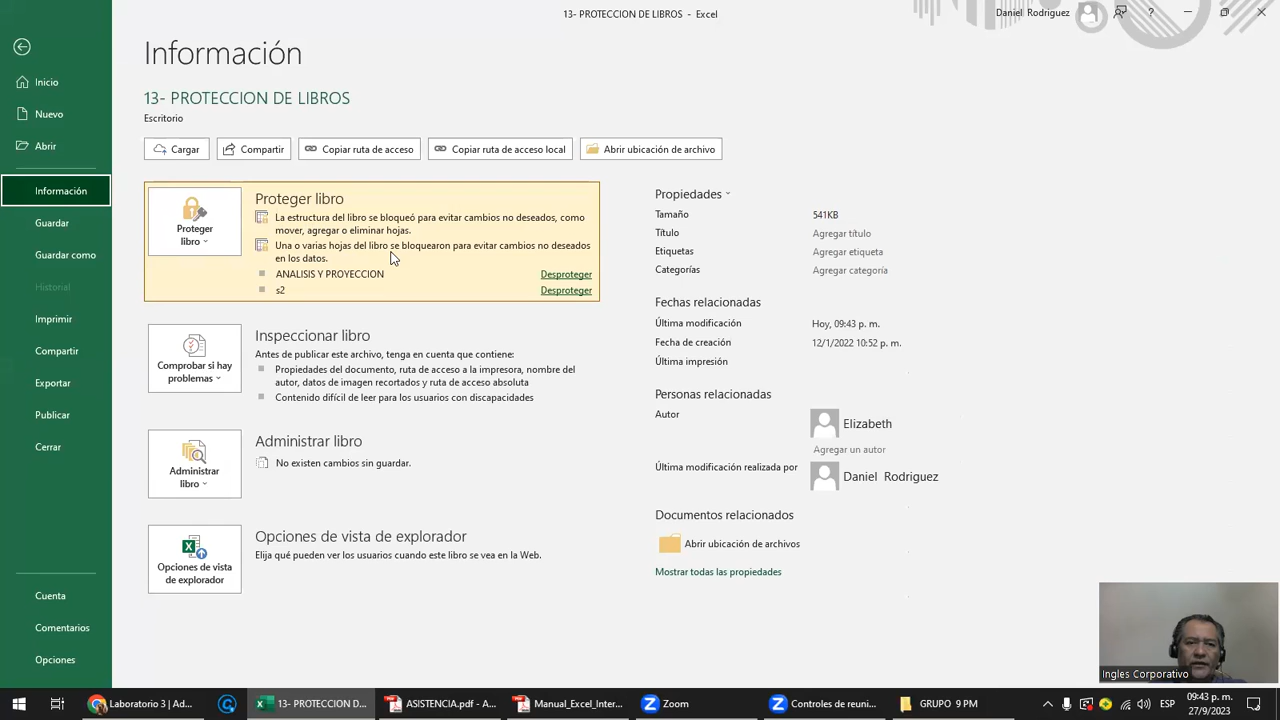 13- PROTECCION DE LIBROS - Excel
Daniel Rodriguez
?
Información
13- PROTECCION DE LIBROS
Escritorio
Inicio
Nuevo
Abrir
Información
Guardar
Guardar como
Historial
Imprimir
Compartir
Exportar
Publicar
Cerrar
Cuenta
Comentarios
Opciones
Cargar
Compartir
Copiar ruta de acceso
Copiar ruta de acceso local
Abrir ubicación de archivo
Proteger
libro
Proteger libro
La estructura del libro se bloqueó para evitar cambios no deseados, como
mover, agregar o eliminar hojas.
Una o varias hojas del libro se bloquearon para evitar cambios no deseados
en los datos.
ANALISIS Y PROYECCION Desproteger
s2 Desproteger
Comprobar si hay
problemas
Inspeccionar libro
Antes de publicar este archivo, tenga en cuenta que contiene:
Propiedades del documento, ruta de acceso a la impresora, nombre del
autor, datos de imagen recortados y ruta de acceso absoluta
Contenido difícil de leer para los usuarios con discapacidades
Administrar
libro
Administrar libro
No existen cambios sin guardar.
Opciones de vista
de explorador
Opciones de vista de explorador
Elija qué pueden ver los usuarios cuando este libro se vea en la Web.
Propiedades
Tamaño 541KB
Título Agregar título
Etiquetas Agregar etiqueta
Categorías Agregar categoría
Fechas relacionadas
Última modificación Hoy, 09:43 p. m.
Fecha de creación 12/1/2022 10:52 p. m.
Última impresión
Personas relacionadas
Autor Elizabeth
Agregar un autor
Última modificación realizada por Daniel Rodriguez
Documentos relacionados
Abrir ubicación de archivos
Mostrar todas las propiedades
Ingles Corporativo
Laboratorio 3 | Ad...
13- PROTECCION D...
ASISTENCIA.pdf - A...
Manual_Excel_Inter...
Zoom
Controles de reuni...
GRUPO 9 PM
ESP
09:43 p. m.
27/9/2023